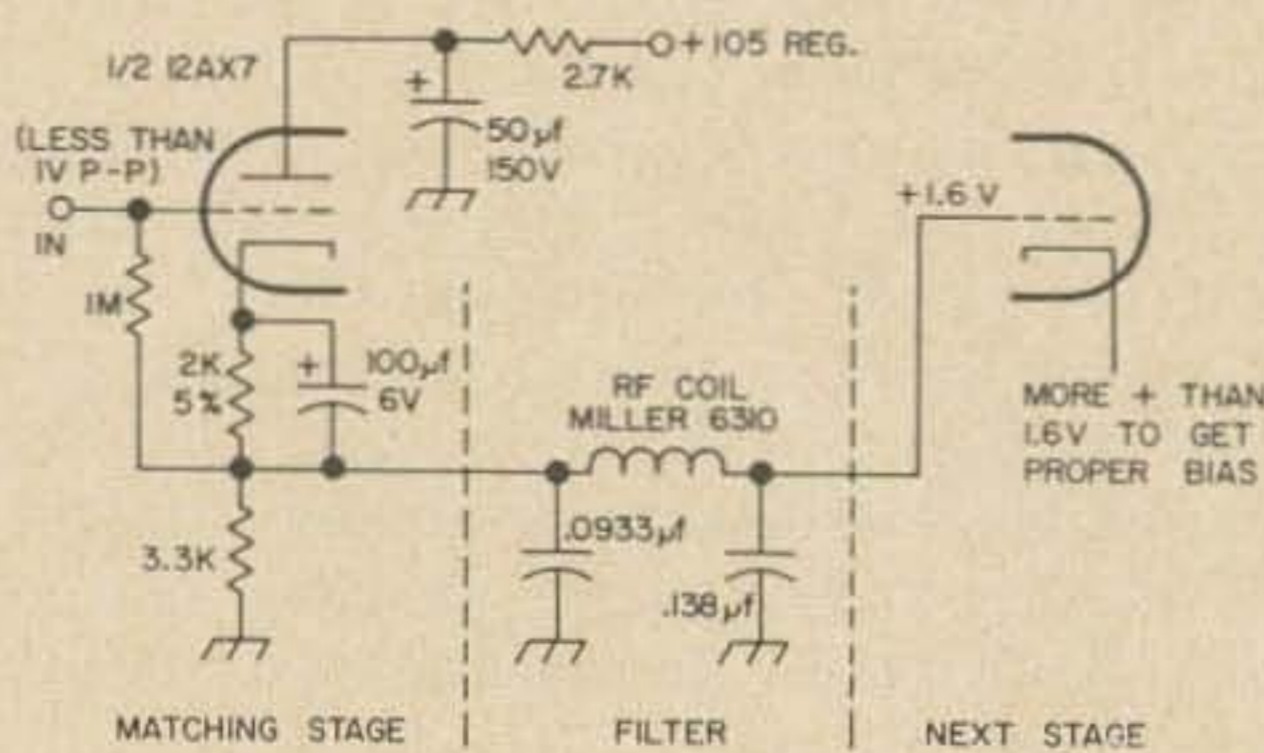 1/2 12AX7
+105 REG.
2.7K
+
50µf
150V
(LESS THAN
1V P-P)
IN
1M
2K
5%
+
100µf
6V
3.3K
RF COIL
MILLER 6310
.0933µf
.138µf
+1.6 V
MORE + THAN
1.6V TO GET
PROPER BIAS
MATCHING STAGE
FILTER
NEXT STAGE